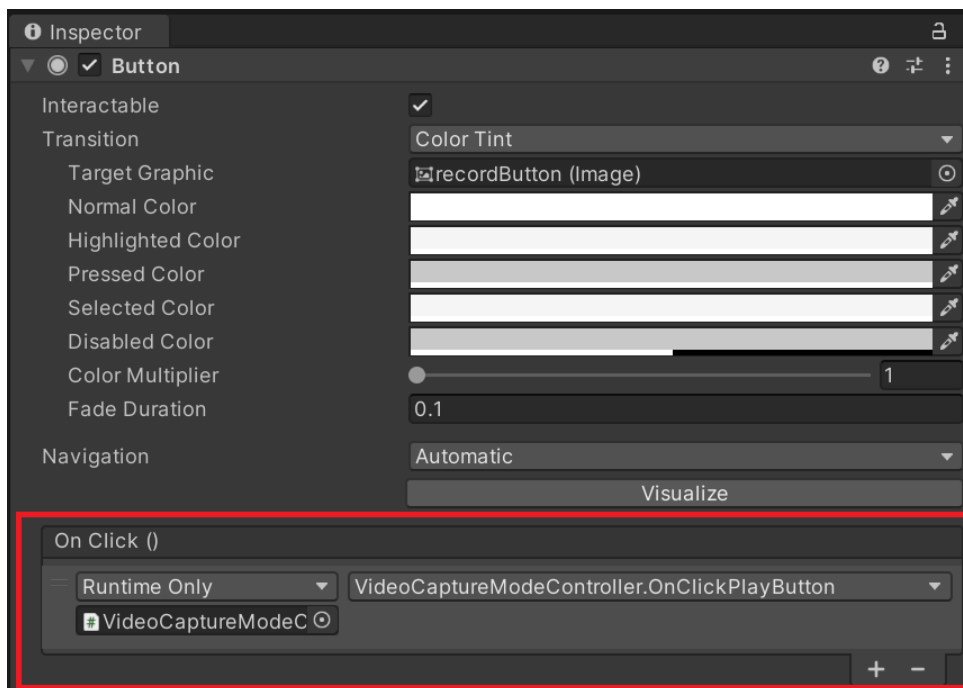 Inspector
Button
Interactable
Transition Color Tint
Target Graphic recordButton (Image)
Normal Color
Highlighted Color
Pressed Color
Selected Color
Disabled Color
Color Multiplier 1
Fade Duration 0.1
Navigation Automatic
Visualize
On Click ()
Runtime Only VideoCaptureModeController.OnClickPlayButton
VideoCaptureModeC